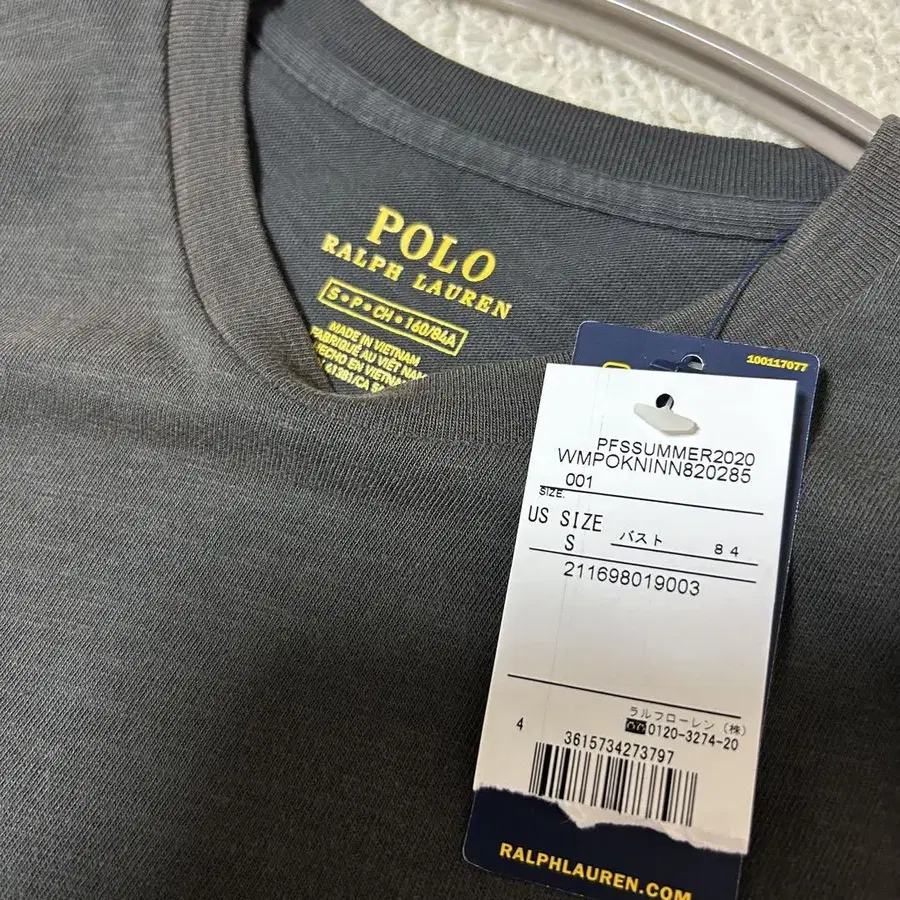 POLO
RALPH LAUREN
S•P•CH•160/84A
MADE IN VIETNAM
FABRIQUÉ AU VIET NAM
HECHO EN VIETNAM
100117077
PFSSUMMER2020
WMPOKNINN820285
001
SIZE.
US SIZE
S
バスト 84
211698019003
ラルフローレン(株)
0120-3274-20
4
3615734273797
RALPHLAUREN.COM